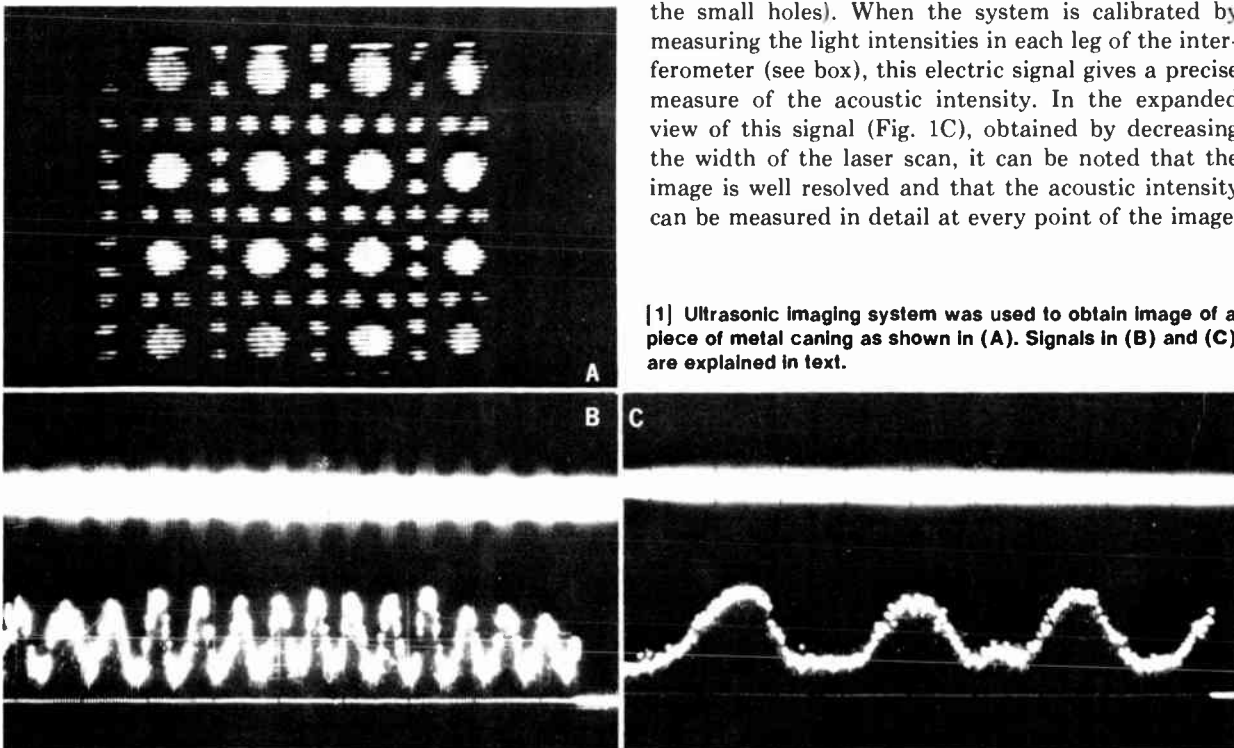 the small holes). When the system is calibrated by
measuring the light intensities in each leg of the inter-
ferometer (see box), this electric signal gives a precise
measure of the acoustic intensity. In the expanded
view of this signal (Fig. 1C), obtained by decreasing
the width of the laser scan, it can be noted that the
image is well resolved and that the acoustic intensity
can be measured in detail at every point of the image
[1] Ultrasonic imaging system was used to obtain image of a
piece of metal caning as shown in (A). Signals in (B) and (C)
are explained in text.
A
B
C